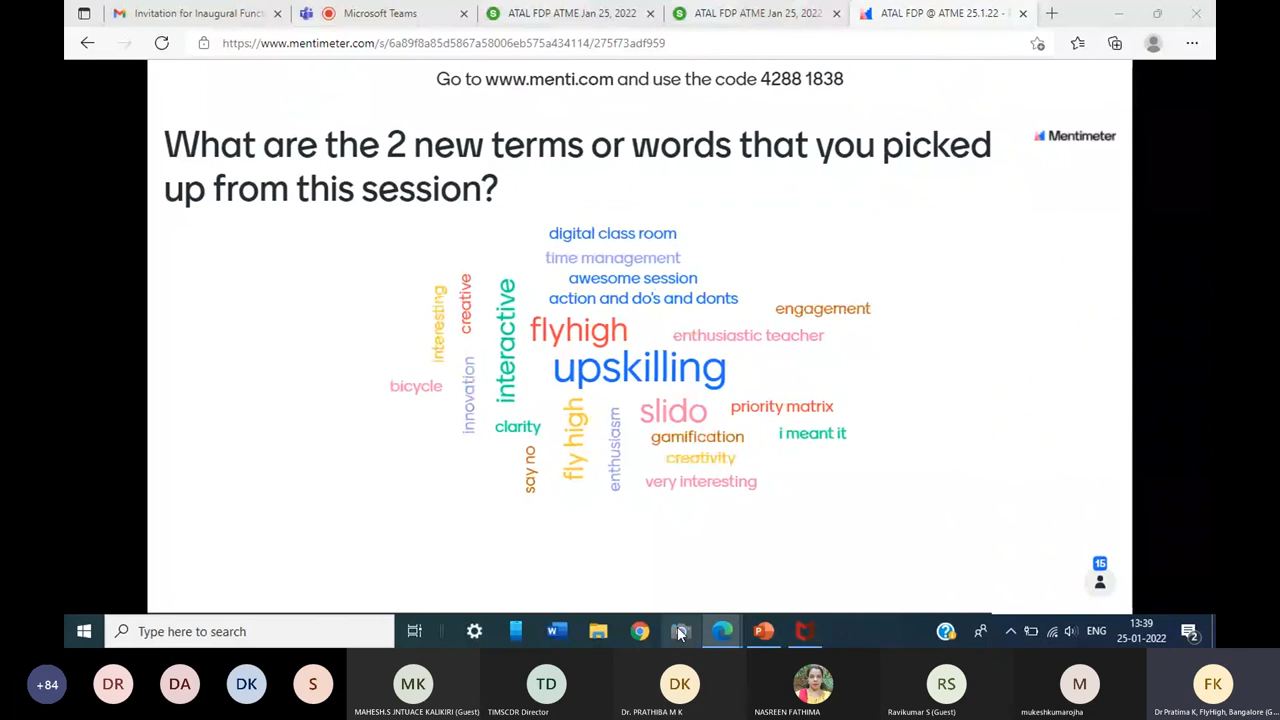 Invitation for Inaugural Funct
Microsoft Teams
ATAL FDP ATME Jan 25, 2022
ATAL FDP ATME Jan 25, 2022
ATAL FDP @ ATME 25.1.22 -
https://www.mentimeter.com/s/6a89f8a85d5867a58006eb575a434114/275f73adf959
Go to www.menti.com and use the code 4288 1838
What are the 2 new terms or words that you picked
up from this session?
Mentimeter
digital class room
time management
awesome session
action and do's and donts
engagement
interesting
creative
interactive
flyhigh
enthusiastic teacher
upskilling
bicycle
innovation
slido
priority matrix
clarity
fly high
enthusiasm
gamification
i meant it
creativity
say no
very interesting
15
Type here to search
ENG
13:39
25-01-2022
2
+84
DR
DA
DK
S
MK
TD
DK
RS
M
FK
MAHESH.S JNTUACE KALIKIRI (Guest)
TIMSCDR Director
Dr. PRATHIBA M K
NASREEN FATHIMA
Ravikumar S (Guest)
mukeshkumarojha
Dr Pratima K, FlyHigh, Bangalore (G...